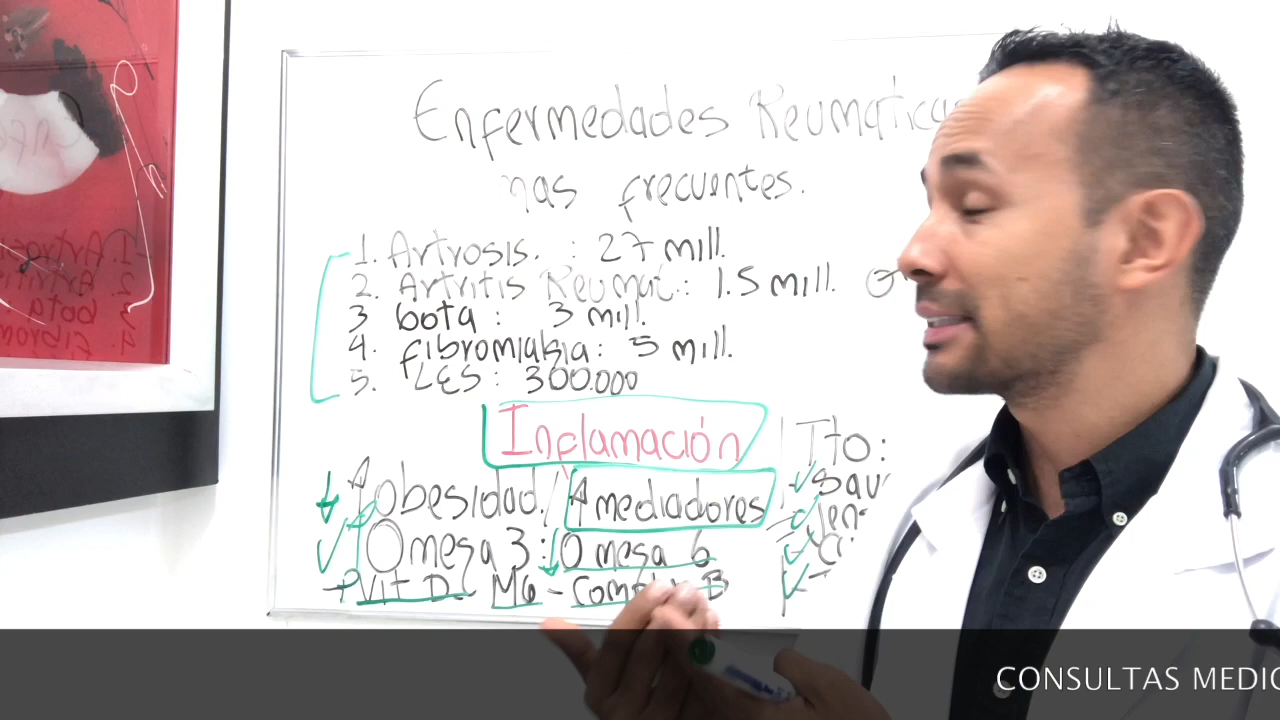 Enfermedades Reumaticas
mas frecuentes.
1. Artrosis. : 27 mill.
2. Artritis Reumat.: 1.5 mill.
3 Gota : 3 mill.
4. fibromialgia: 5 mill.
5. LES : 300.000
Inflamación
↑ Obesidad / ↑ mediadores
Omega 3 : ↓ Omega 6
+ Vit D - MG - B
Tto:
CONSULTAS MEDIC